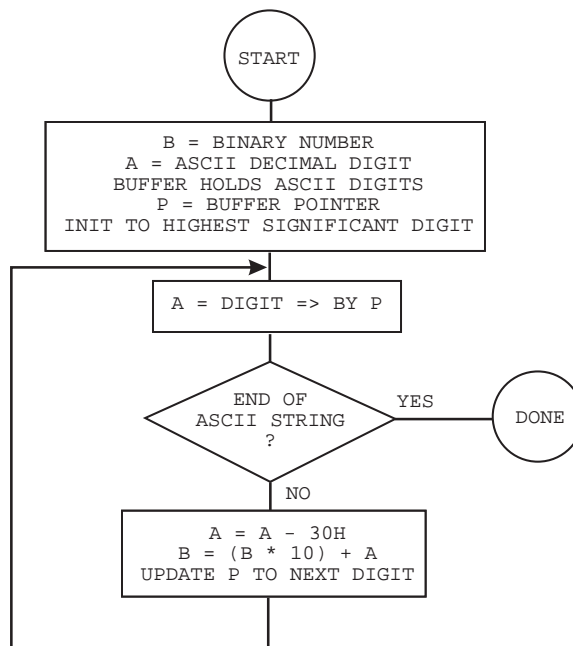 START
B = BINARY NUMBER
A = ASCII DECIMAL DIGIT
BUFFER HOLDS ASCII DIGITS
P = BUFFER POINTER
INIT TO HIGHEST SIGNIFICANT DIGIT
A = DIGIT => BY P
END OF
ASCII STRING
?
YES
DONE
NO
A = A - 30H
B = (B * 10) + A
UPDATE P TO NEXT DIGIT